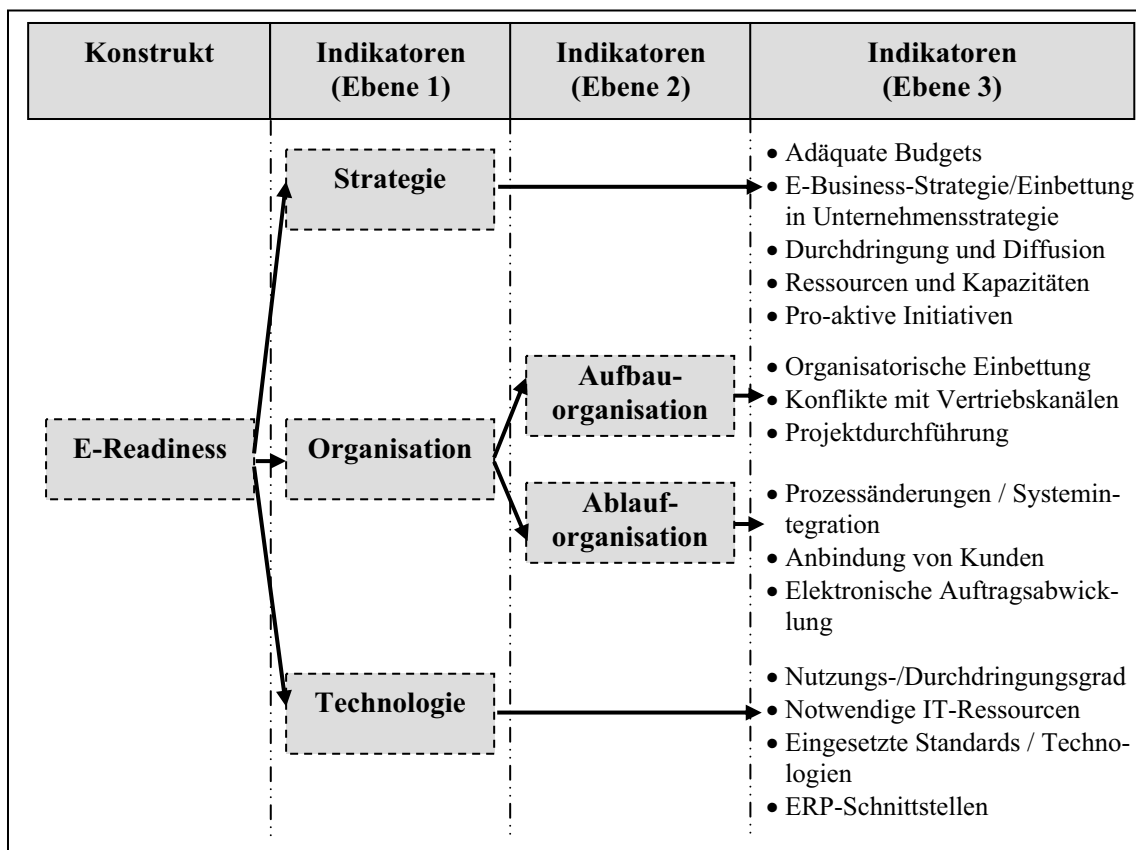 Konstrukt
Indikatoren
(Ebene 1)
Indikatoren
(Ebene 2)
Indikatoren
(Ebene 3)
E-Readiness
Strategie
Organisation
Technologie
Aufbau-
organisation
Ablauf-
organisation
• Adäquate Budgets
• E-Business-Strategie/Einbettung
in Unternehmensstrategie
• Durchdringung und Diffusion
• Ressourcen und Kapazitäten
• Pro-aktive Initiativen
• Organisatorische Einbettung
• Konflikte mit Vertriebskanälen
• Projektdurchführung
• Prozessänderungen / Systemin-
tegration
• Anbindung von Kunden
• Elektronische Auftragsabwick-
lung
• Nutzungs-/Durchdringungsgrad
• Notwendige IT-Ressourcen
• Eingesetzte Standards / Techno-
logien
• ERP-Schnittstellen